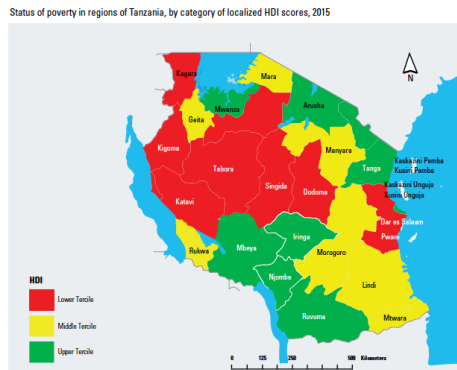 Status of poverty in regions of Tanzania, by category of localized HDI scores, 2015
N
Kagera
Mara
Mwanza
Arusha
Geita
Kigoma
Manyara
Kaskazini Pemba
Kusini Pemba
Tabora
Tanga
Singida
Dodoma
Kaskazini Unguja
Kusini Unguja
Katavi
Dar es Salaam
Pwani
Iringa
Mbeya
Rukwa
Morogoro
Njombe
Lindi
Ruvuma
Mtwara
HDI
Lower Tercile
Middle Tercile
Upper Tercile
0 125 250 500 Kilometers